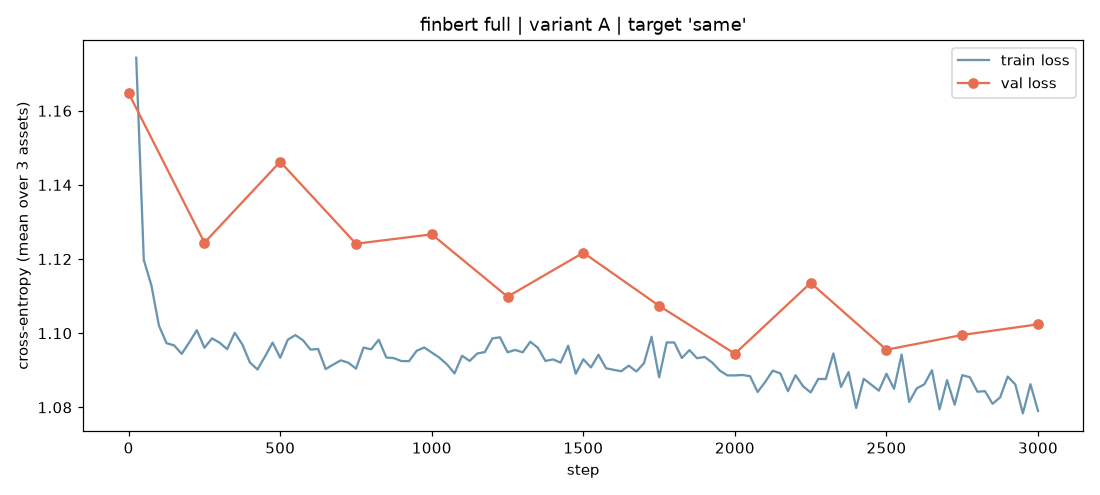 finbert full | variant A | target 'same'
train loss
val loss
cross-entropy (mean over 3 assets)
1.16
1.14
1.12
1.10
1.08
0
500
1000
1500
2000
2500
3000
step